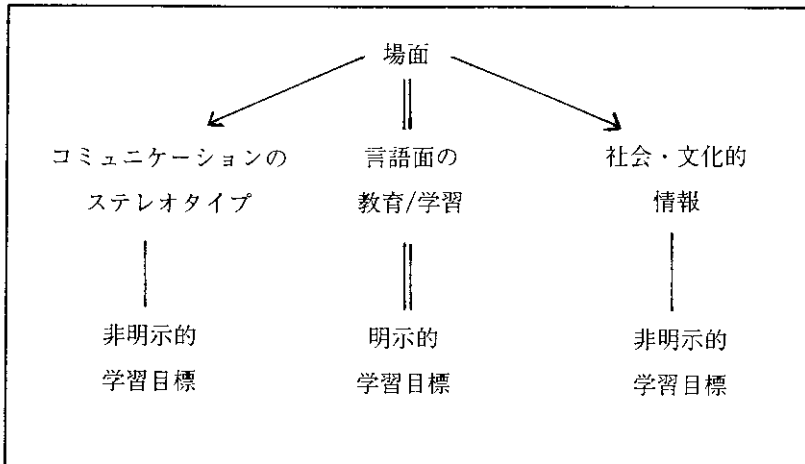 場面
コミュニケーションの
ステレオタイプ
言語面の
教育/学習
社会・文化的
情報
非明示的
学習目標
明示的
学習目標
非明示的
学習目標